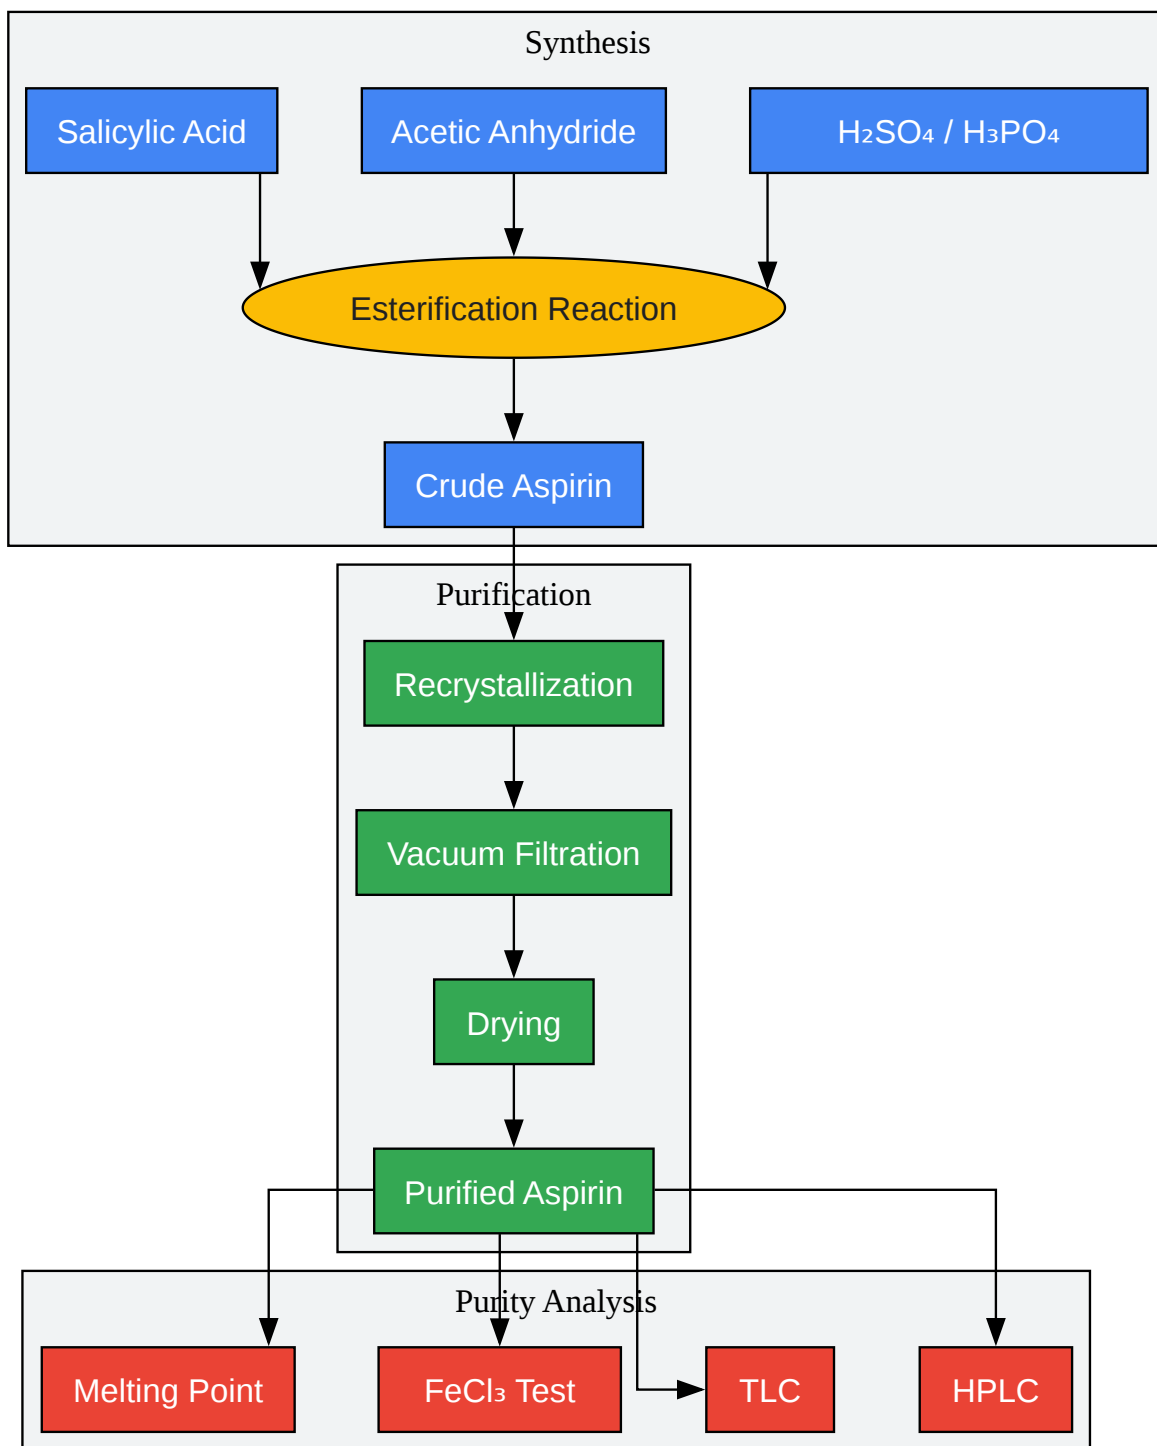 Synthesis
Salicylic Acid
Acetic Anhydride
H₂SO₄ / H₃PO₄
Esterification Reaction
Crude Aspirin
Purification
Recrystallization
Vacuum Filtration
Drying
Purified Aspirin
Purity Analysis
Melting Point
FeCl₃ Test
TLC
HPLC